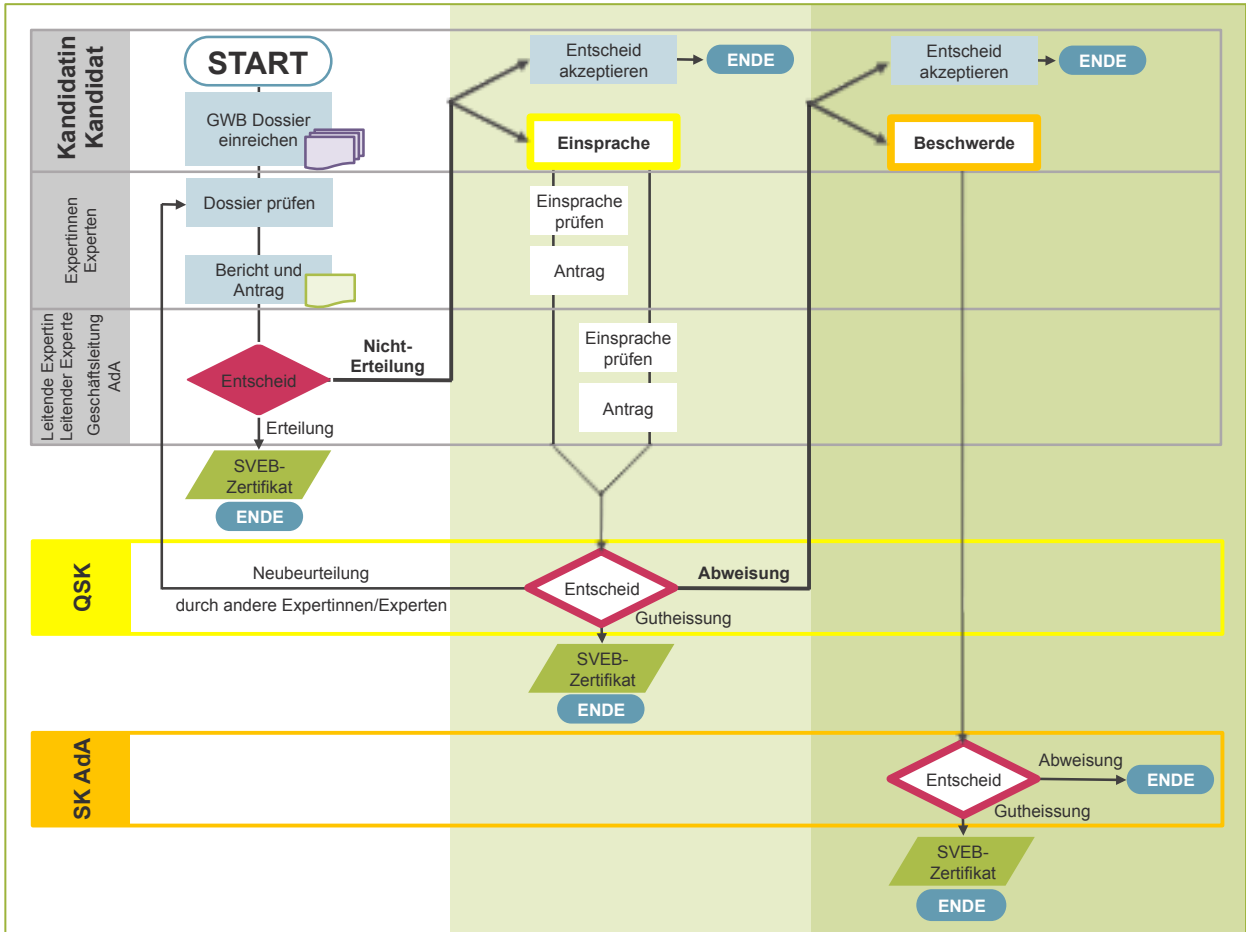 Kandidatin
Kandidat
START
GWB Dossier
einreichen
Entscheid
akzeptieren
ENDE
Einsprache
Entscheid
akzeptieren
ENDE
Beschwerde
Expertinnen
Experten
Dossier prüfen
Bericht und
Antrag
Einsprache
prüfen
Antrag
Leitende Expertin
Leitender Experte
Geschäftsleitung
AdA
Entscheid
Nicht-
Erteilung
Erteilung
Einsprache
prüfen
Antrag
SVEB-
Zertifikat
ENDE
QSK
Neubeurteilung
durch andere Expertinnen/Experten
Entscheid
Abweisung
Gutheissung
SVEB-
Zertifikat
ENDE
SK AdA
Entscheid
Abweisung
ENDE
Gutheissung
SVEB-
Zertifikat
ENDE